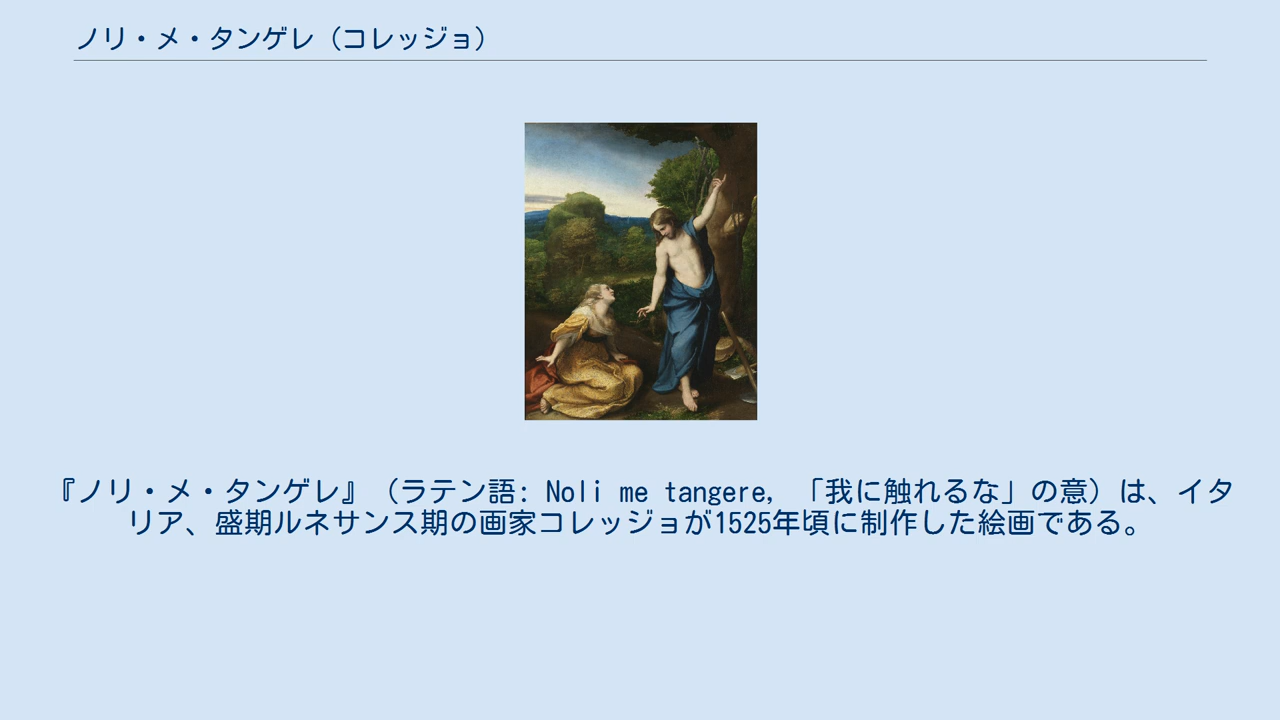 ノリ・メ・タンゲレ（コレッジョ）
『ノリ・メ・タンゲレ』（ラテン語: Noli me tangere, 「我に触れるな」の意）は、イタ
リア、盛期ルネサンス期の画家コレッジョが1525年頃に制作した絵画である。